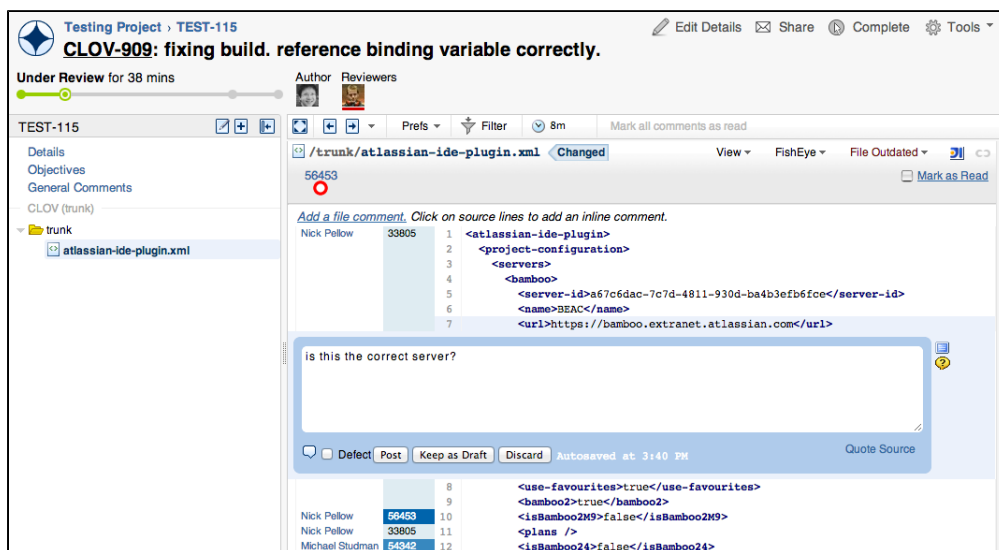 Testing Project › TEST-115
Edit Details Share Complete Tools
CLOV-909: fixing build. reference binding variable correctly.
Under Review for 38 mins
Author Reviewers
TEST-115
Prefs Filter 8m Mark all comments as read
Details
Objectives
General Comments
CLOV (trunk)
trunk
atlassian-ide-plugin.xml
/trunk/atlassian-ide-plugin.xml Changed View FishEye File Outdated
56453
Mark as Read
Add a file comment. Click on source lines to add an inline comment.
Nick Pellow 33805 1 <atlassian-ide-plugin>
2 <project-configuration>
3 <servers>
4 <bamboo>
5 <server-id>a67c6dac-7c7d-4811-930d-ba4b3efb6fce</server-id>
6 <name>BEAC</name>
7 <url>https://bamboo.extranet.atlassian.com</url>
is this the correct server?
Defect Post Keep as Draft Discard Autosaved at 3:40 PM Quote Source
8 <use-favourites>true</use-favourites>
9 <bamboo2>true</bamboo2>
Nick Pellow 56453 10 <isBamboo2M9>false</isBamboo2M9>
Nick Pellow 33805 11 <plans />
Michael Studman 54342 12 <isBamboo24>false</isBamboo24>